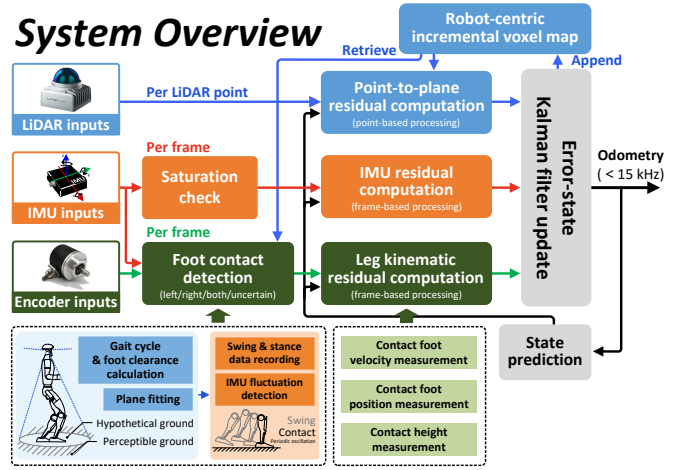 System Overview
Robot-centric
incremental voxel map
Retrieve
Append
Per LiDAR point
LiDAR inputs
Point-to-plane
residual computation
(point-based processing)
Error-state
Kalman filter update
Odometry
( < 15 kHz)
Per frame
IMU inputs
Saturation
check
IMU residual
computation
(frame-based processing)
Per frame
Encoder inputs
Foot contact
detection
(left/right/both/uncertain)
Leg kinematic
residual computation
(frame-based processing)
State
prediction
Gait cycle
& foot clearance
calculation
Plane fitting
Hypothetical ground
Perceptible ground
Swing & stance
data recording
IMU fluctuation
detection
Swing
Contact
Periodic oscillation
Contact foot
velocity measurement
Contact foot
position measurement
Contact height
measurement